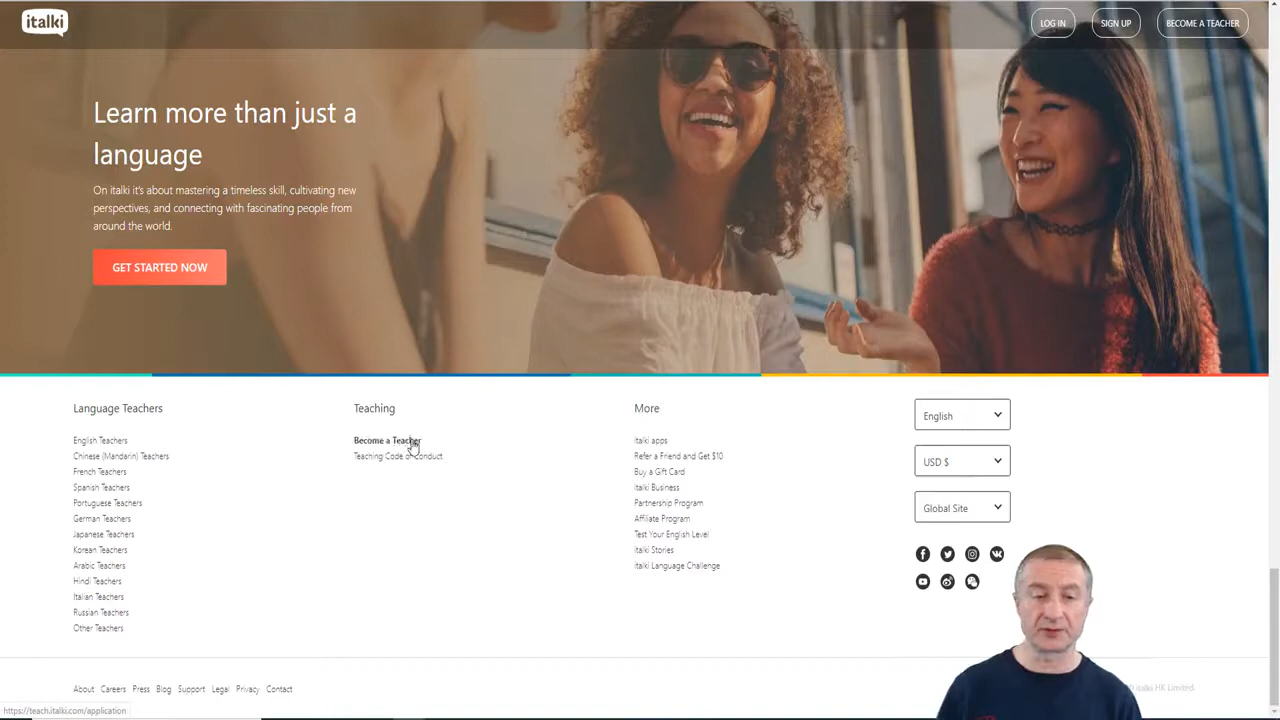 italki
LOG IN
SIGN UP
BECOME A TEACHER
Learn more than just a
language
On italki it's about mastering a timeless skill, cultivating new
perspectives, and connecting with fascinating people from
around the world.
GET STARTED NOW
Language Teachers
English Teachers
Chinese (Mandarin) Teachers
French Teachers
Spanish Teachers
Portuguese Teachers
German Teachers
Japanese Teachers
Korean Teachers
Arabic Teachers
Hindi Teachers
Italian Teachers
Russian Teachers
Other Teachers
Teaching
Become a Teacher
Teaching Code of Conduct
More
italki apps
Refer a Friend and Get $10
Buy a Gift Card
italki Business
Partnership Program
Affiliate Program
Test Your English Level
italki Stories
italki Language Challenge
English
USD $
Global Site
About Careers Press Blog Support Legal Privacy Contact
italki HK Limited.
https://teach.italki.com/application